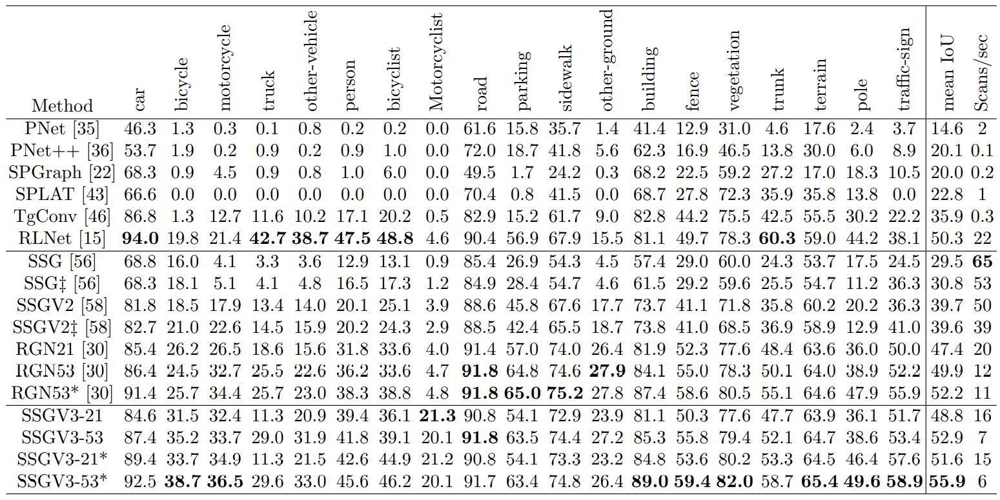 Method car bicycle motorcycle truck other-vehicle person bicyclist Motorcyclist road parking sidewalk other-ground building fence vegetation trunk terrain pole traffic-sign mean IoU Scans/sec
PNet [35] 46.3 1.3 0.3 0.1 0.8 0.2 0.2 0.0 61.6 15.8 35.7 1.4 41.4 12.9 31.0 4.6 17.6 2.4 3.7 14.6 2
PNet++ [36] 53.7 1.9 0.2 0.9 0.2 0.9 1.0 0.0 72.0 18.7 41.8 5.6 62.3 16.9 46.5 13.8 30.0 6.0 8.9 20.1 0.1
SPGraph [22] 68.3 0.9 4.5 0.9 0.8 1.0 6.0 0.0 49.5 1.7 24.2 0.3 68.2 22.5 59.2 27.2 17.0 18.3 10.5 20.0 0.2
SPLAT [43] 66.6 0.0 0.0 0.0 0.0 0.0 0.0 0.0 70.4 0.8 41.5 0.0 68.7 27.8 72.3 35.9 35.8 13.8 0.0 22.8 1
TgConv [46] 86.8 1.3 12.7 11.6 10.2 17.1 20.2 0.5 82.9 15.2 61.7 9.0 82.8 44.2 75.5 42.5 55.5 30.2 22.2 35.9 0.3
RLNet [15] 94.0 19.8 21.4 42.7 38.7 47.5 48.8 4.6 90.4 56.9 67.9 15.5 81.1 49.7 78.3 60.3 59.0 44.2 38.1 50.3 22
SSG [56] 68.8 16.0 4.1 3.3 3.6 12.9 13.1 0.9 85.4 26.9 54.3 4.5 57.4 29.0 60.0 24.3 53.7 17.5 24.5 29.5 65
SSG‡ [56] 68.3 18.1 5.1 4.1 4.8 16.5 17.3 1.2 84.9 28.4 54.7 4.6 61.5 29.2 59.6 25.5 54.7 11.2 36.3 30.8 53
SSGV2 [58] 81.8 18.5 17.9 13.4 14.0 20.1 25.1 3.9 88.6 45.8 67.6 17.7 73.7 41.1 71.8 35.8 60.2 20.2 36.3 39.7 50
SSGV2‡ [58] 82.7 21.0 22.6 14.5 15.9 20.2 24.3 2.9 88.5 42.4 65.5 18.7 73.8 41.0 68.5 36.9 58.9 12.9 41.0 39.6 39
RGN21 [30] 85.4 26.2 26.5 18.6 15.6 31.8 33.6 4.0 91.4 57.0 74.0 26.4 81.9 52.3 77.6 48.4 63.6 36.0 50.0 47.4 20
RGN53 [30] 86.4 24.5 32.7 25.5 22.6 36.2 33.6 4.7 91.8 64.8 74.6 27.9 84.1 55.0 78.3 50.1 64.0 38.9 52.2 49.9 12
RGN53* [30] 91.4 25.7 34.4 25.7 23.0 38.3 38.8 4.8 91.8 65.0 75.2 27.8 87.4 58.6 80.5 55.1 64.6 47.9 55.9 52.2 11
SSGV3-21 84.6 31.5 32.4 11.3 20.9 39.4 36.1 21.3 90.8 54.1 72.9 23.9 81.1 50.3 77.6 47.7 63.9 36.1 51.7 48.8 16
SSGV3-53 87.4 35.2 33.7 29.0 31.9 41.8 39.1 20.1 91.8 63.5 74.4 27.2 85.3 55.8 79.4 52.1 64.7 38.6 53.4 52.9 7
SSGV3-21* 89.4 33.7 34.9 11.3 21.5 42.6 44.9 21.2 90.8 54.1 73.3 23.2 84.8 53.6 80.2 53.3 64.5 46.4 57.6 51.6 15
SSGV3-53* 92.5 38.7 36.5 29.6 33.0 45.6 46.2 20.1 91.7 63.4 74.8 26.4 89.0 59.4 82.0 58.7 65.4 49.6 58.9 55.9 6